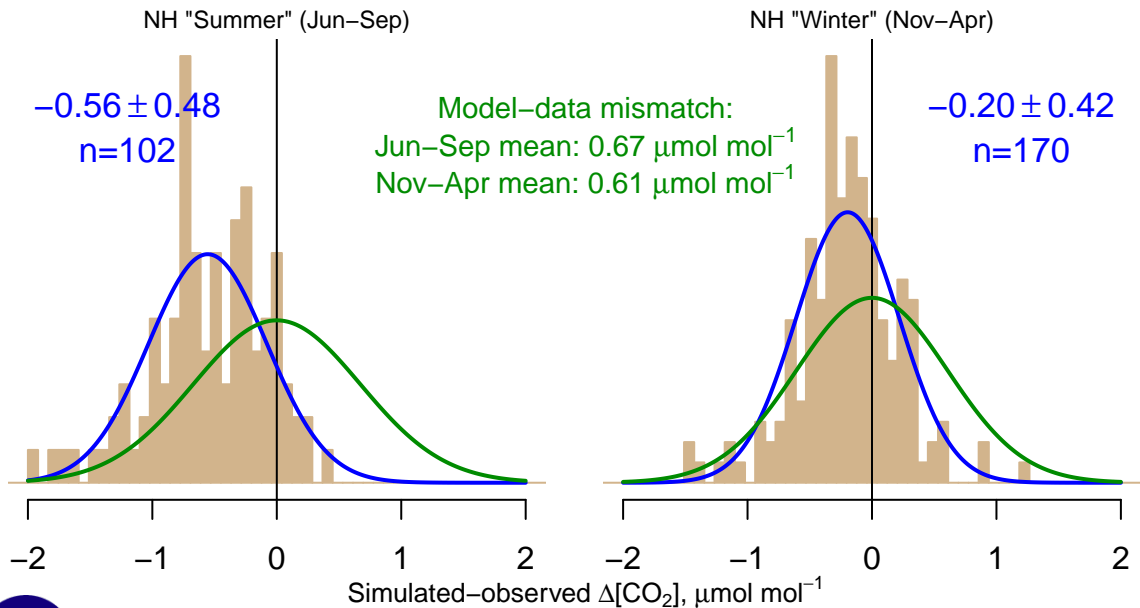 NH "Summer" (Jun−Sep)
−0.56 ± 0.48
n=102
Model−data mismatch:
Jun−Sep mean: 0.67 μmol mol⁻¹
Nov−Apr mean: 0.61 μmol mol⁻¹
NH "Winter" (Nov−Apr)
−0.20 ± 0.42
n=170
−2 −1 0 1 2
−2 −1 0 1 2
Simulated−observed Δ[CO₂], μmol mol⁻¹